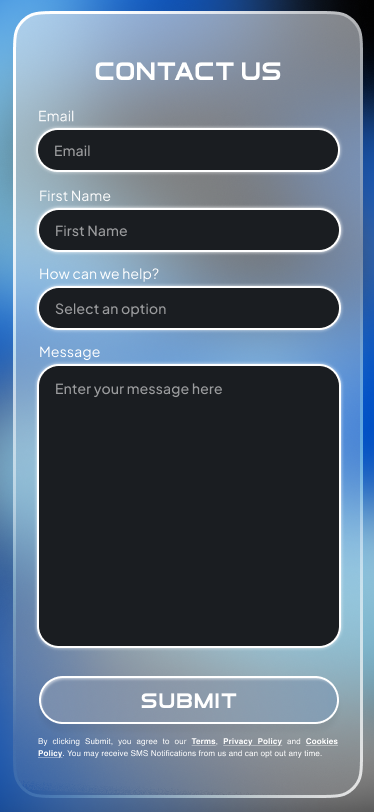 CONTACT US
Email
Email
First Name
First Name
How can we help?
Select an option
Message
Enter your message here
SUBMIT
By clicking Submit, you agree to our Terms, Privacy Policy and Cookies
Policy. You may receive SMS Notifications from us and can opt out any time.